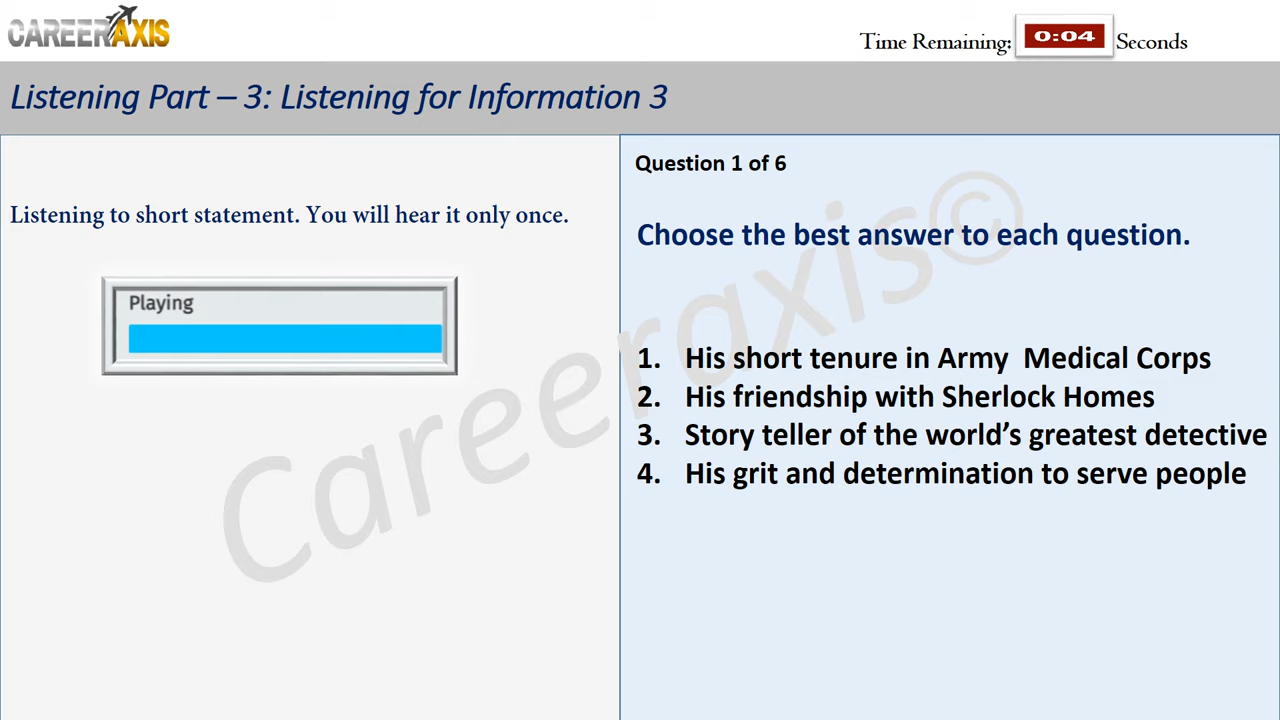 CAREERAXIS
Time Remaining: 0:04 Seconds
Listening Part – 3: Listening for Information 3
Question 1 of 6
Listening to short statement. You will hear it only once.
Choose the best answer to each question.
Playing
1. His short tenure in Army Medical Corps
2. His friendship with Sherlock Homes
3. Story teller of the world's greatest detective
4. His grit and determination to serve people
Careeraxis©